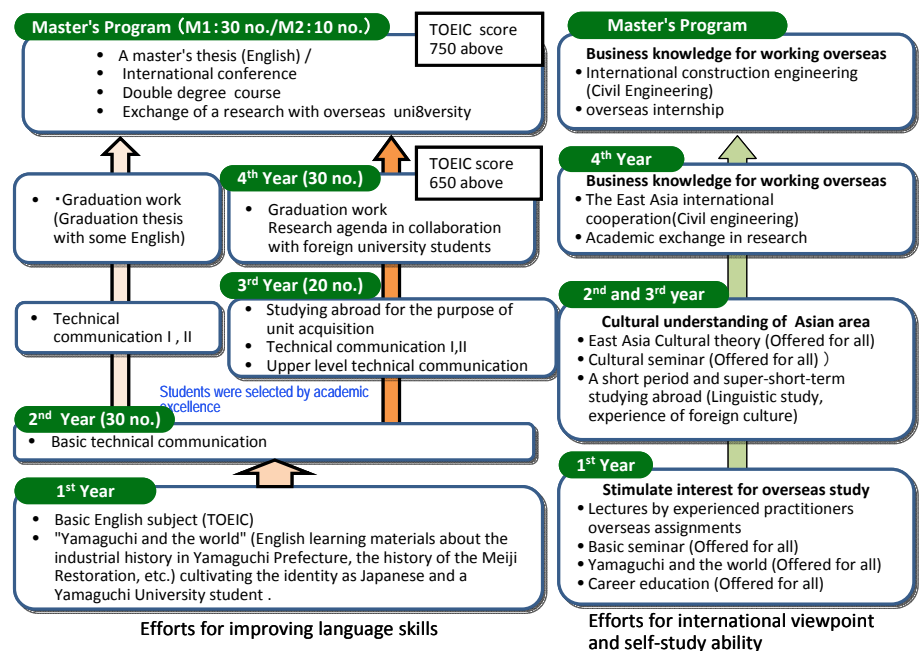 Master's Program (M1:30 no./M2:10 no.)
TOEIC score
750 above
• A master's thesis (English) /
• International conference
• Double degree course
• Exchange of a research with overseas uni8versity
4th Year (30 no.)
TOEIC score
650 above
• ・Graduation work
(Graduation thesis
with some English)
• Graduation work
Research agenda in collaboration
with foreign university students
3rd Year (20 no.)
• Technical
communication I , II
• Studying abroad for the purpose of
unit acquisition
• Technical communication I,II
• Upper level technical communication
Students were selected by academic
excellence
2nd Year (30 no.)
• Basic technical communication
1st Year
• Basic English subject (TOEIC)
• "Yamaguchi and the world" (English
learning materials about the
industrial history in Yamaguchi Prefecture, the history of the Meiji
Restoration, etc.) cultivating the identity as Japanese and a
Yamaguchi University student .
Efforts for improving language skills
Master's Program
Business knowledge for working overseas
• International construction engineering
(Civil Engineering)
• overseas internship
4th Year
Business knowledge for working overseas
• The East Asia international
cooperation(Civil engineering)
• Academic exchange in research
2nd and 3rd year
Cultural understanding of Asian area
• East Asia Cultural theory (Offered for all)
• Cultural seminar (Offered for all) ）
• A short period and super-short-term
studying abroad (Linguistic study,
experience of foreign culture)
1st Year
Stimulate interest for overseas study
• Lectures by experienced practitioners
overseas assignments
• Basic seminar (Offered for all)
• Yamaguchi and the world (Offered for all)
• Career education (Offered for all)
Efforts for international viewpoint
and self-study ability